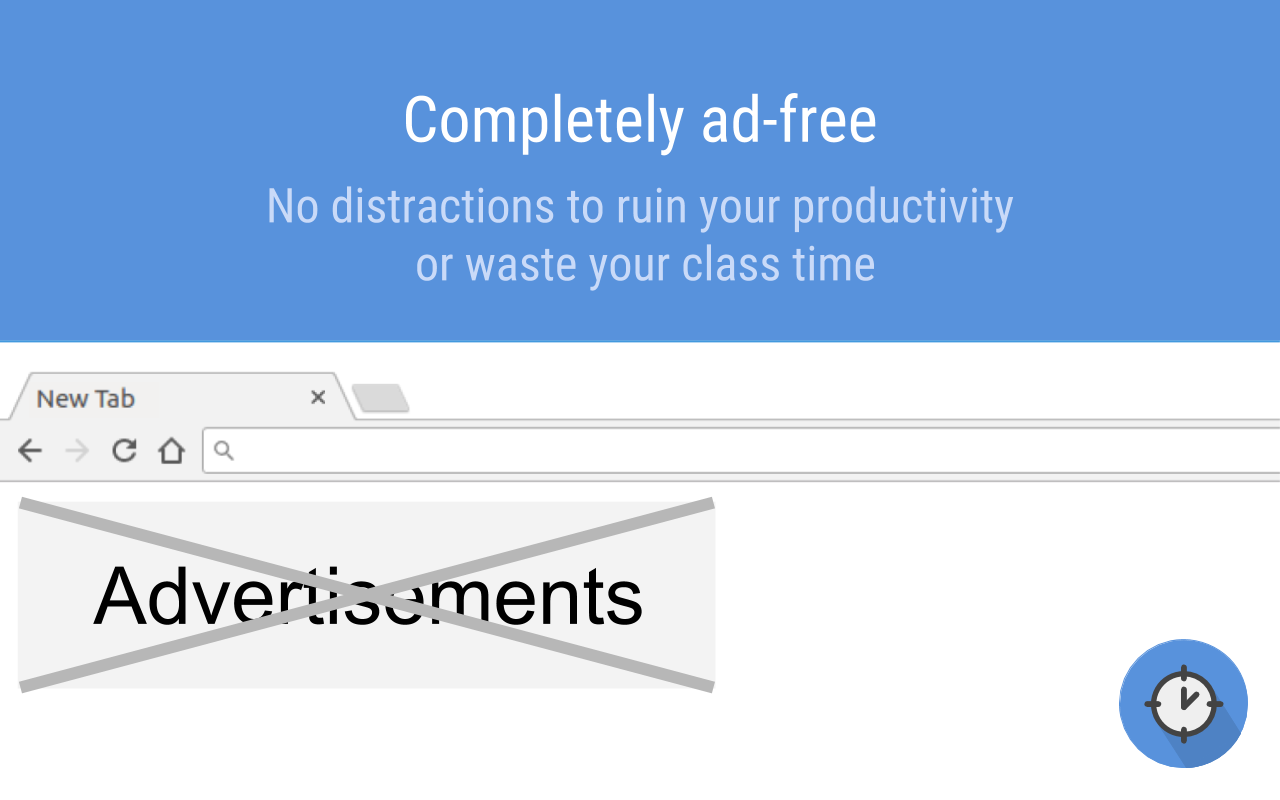 Completely ad-free
No distractions to ruin your productivity
or waste your class time
New Tab
Advertisements